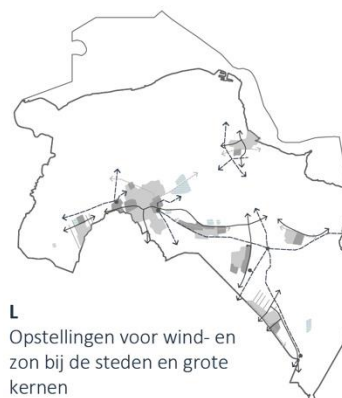 L
Opstellingen voor wind- en
zon bij de steden en grote
kernen